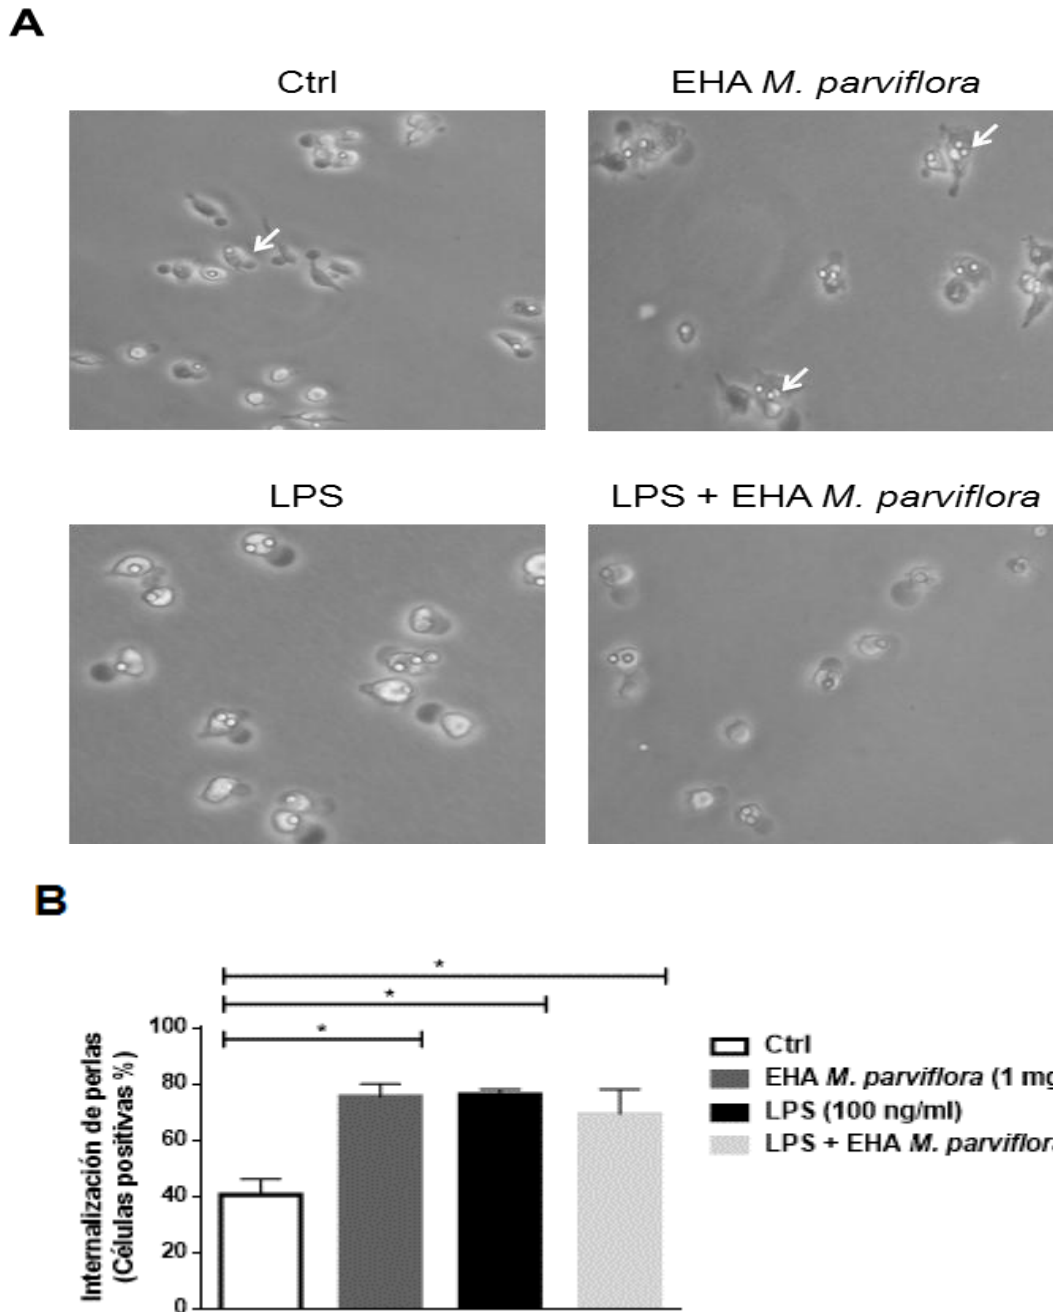 A
Ctrl
EHA M. parviflora
LPS
LPS + EHA M. parviflora
B
*
*
*
Internalización de perlas
(Células positivas %)
100
80
60
40
20
0
Ctrl
EHA M. parviflora (1 mg
LPS (100 ng/ml)
LPS + EHA M. parviflora